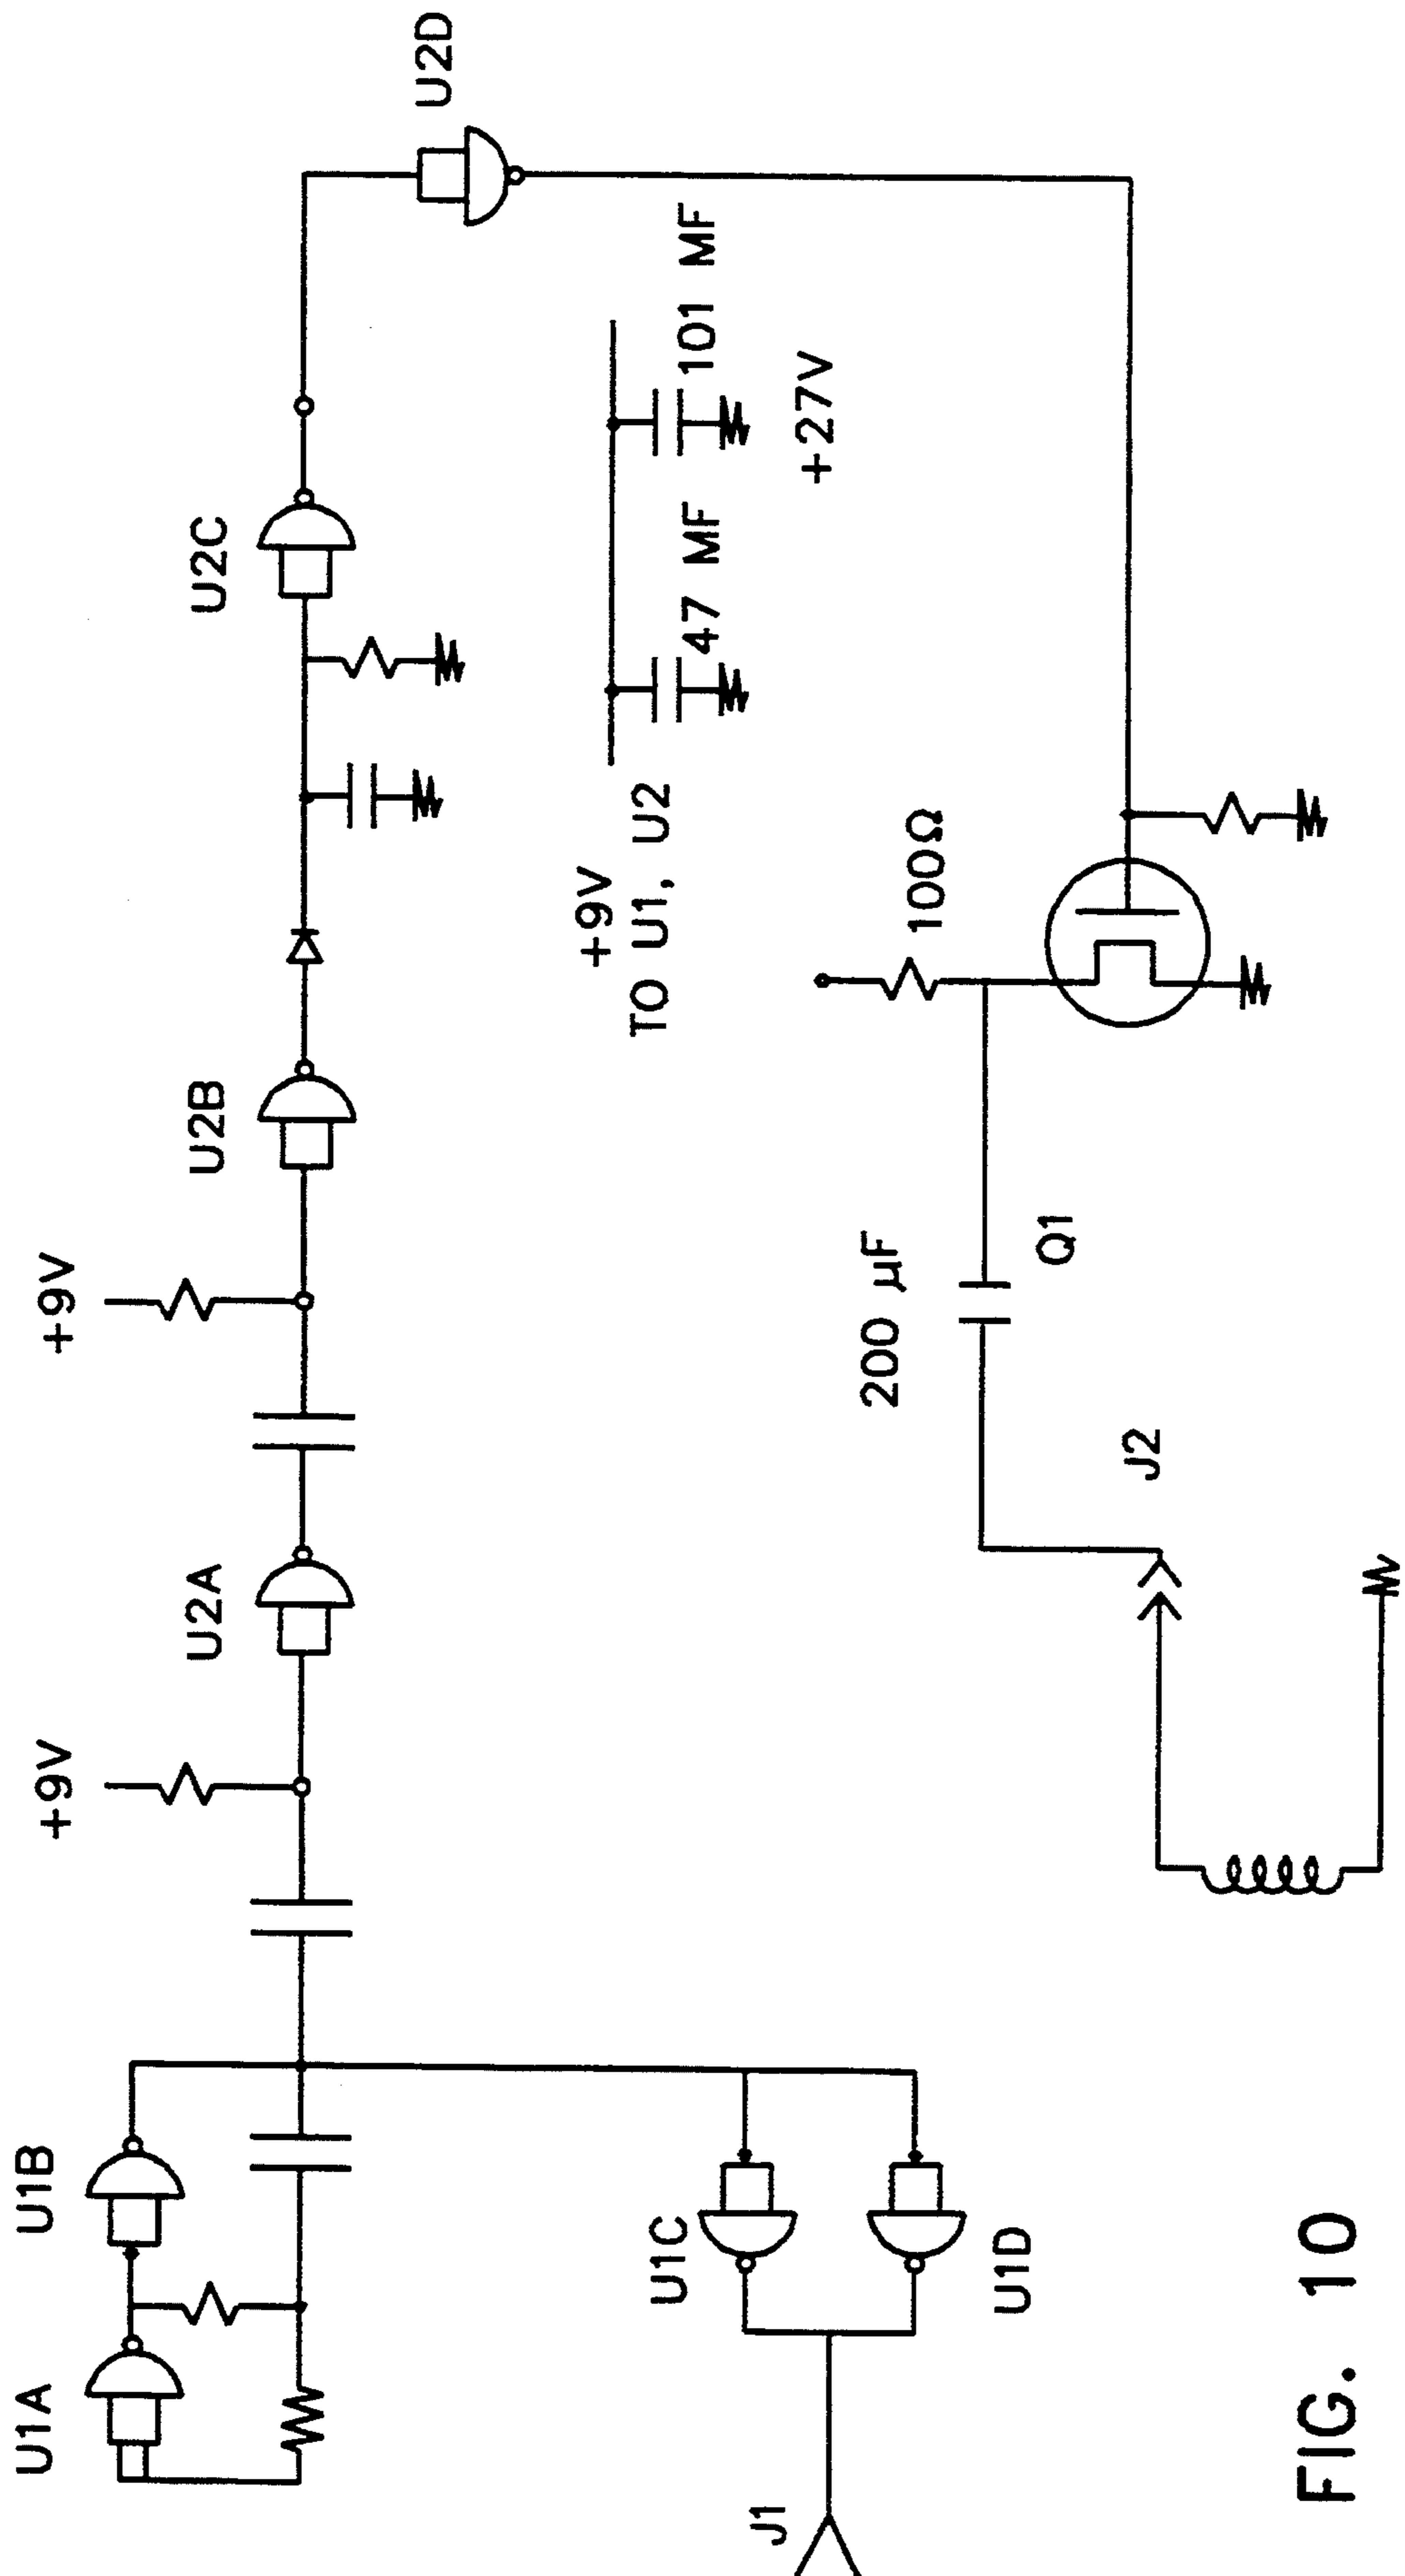 U1A
U1B
+9V
U2A
+9V
U2B
U2C
U2D
+9V
TO U1, U2
47 MF
101 MF
+27V
100Ω
200 µF
Q1
J2
U1C
U1D
J1
FIG. 10